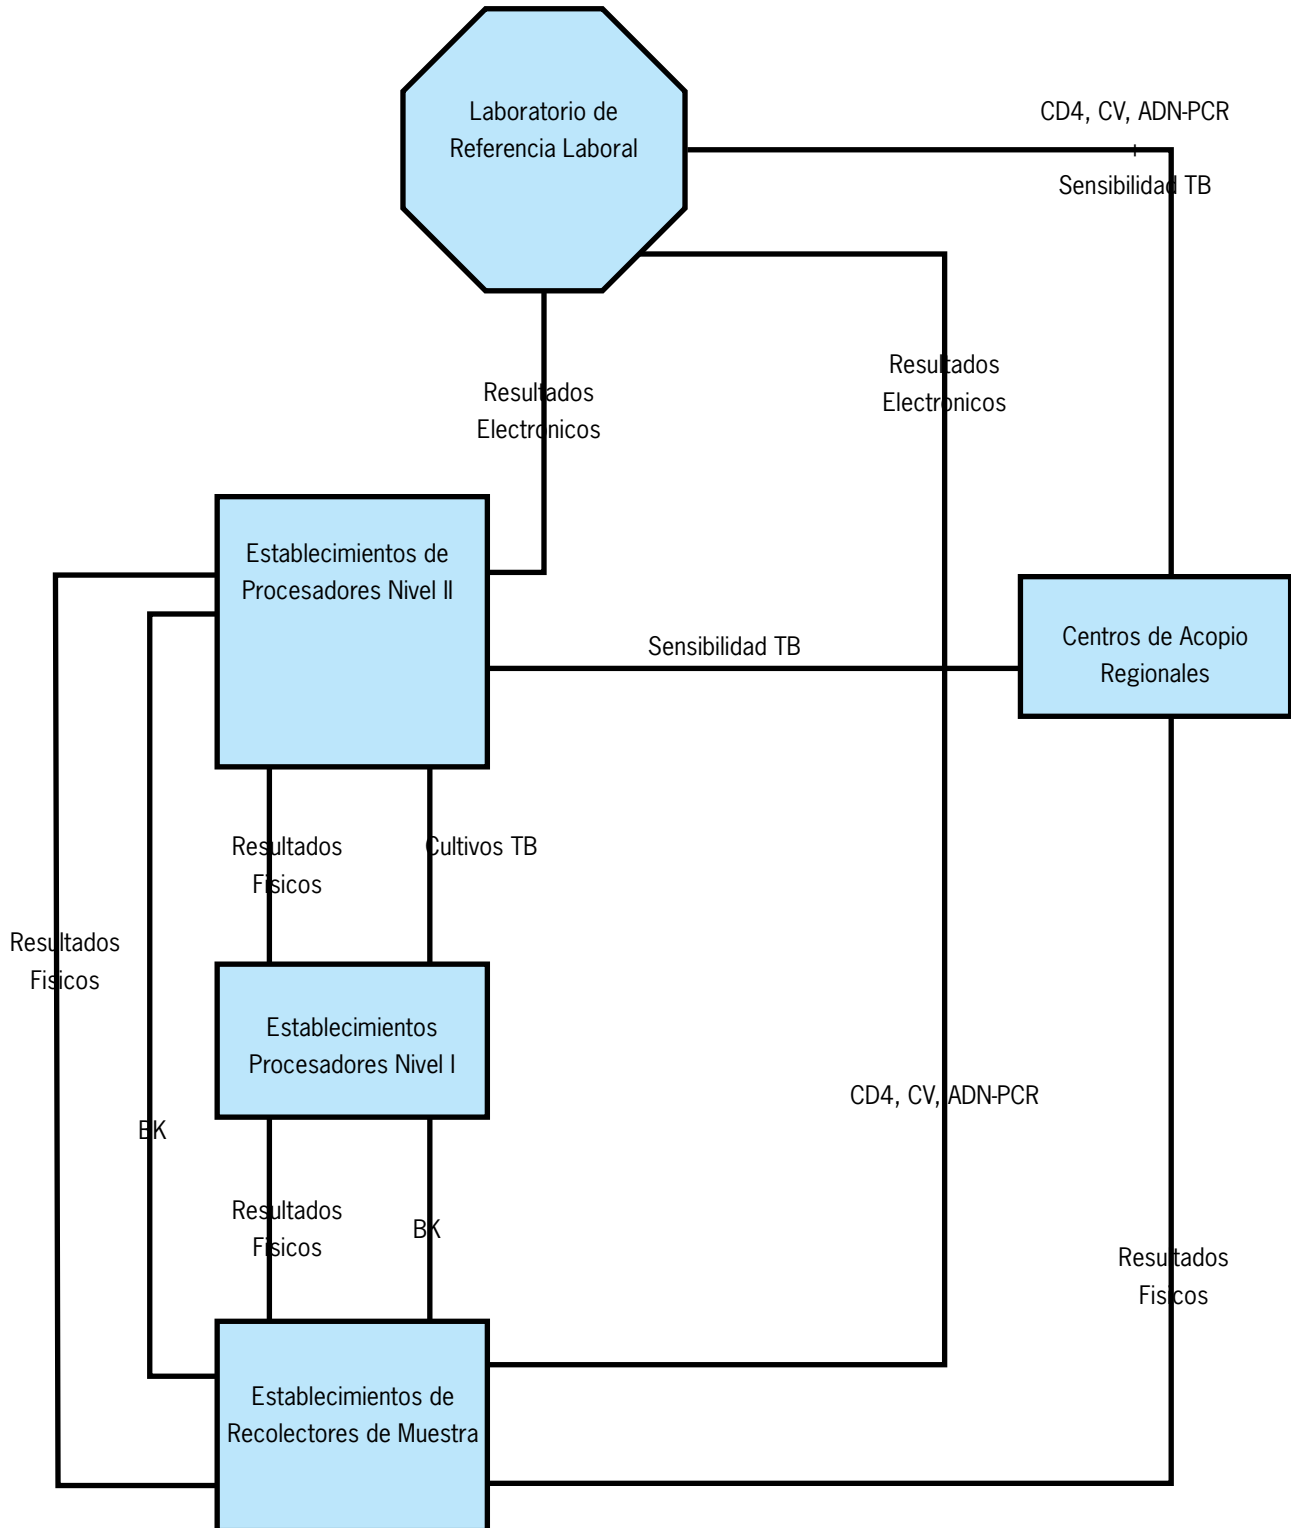 Laboratorio de
Referencia Laboral
CD4, CV, ADN-PCR
Sensibilidad TB
Resultados
Electronicos
Resultados
Electronicos
Establecimientos de
Procesadores Nivel II
Sensibilidad TB
Centros de Acopio
Regionales
Resultados
Fisicos
Cultivos TB
Resultados
Fisicos
Establecimientos
Procesadores Nivel I
CD4, CV, ADN-PCR
BK
Resultados
Fisicos
BK
Resultados
Fisicos
Establecimientos de
Recolectores de Muestra